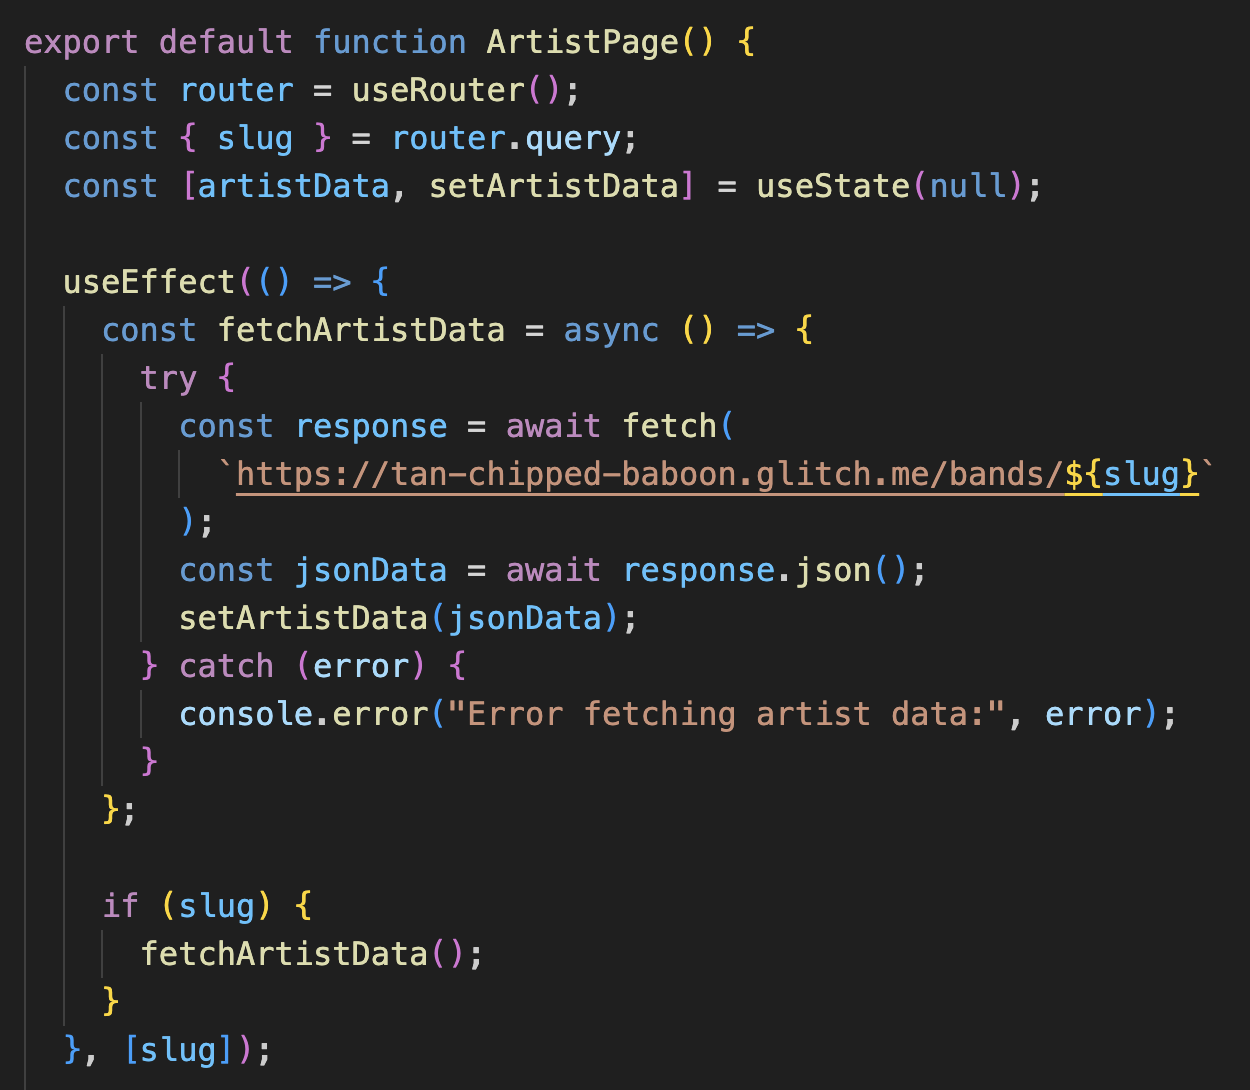 export default function ArtistPage() {
const router = useRouter();
const { slug } = router.query;
const [artistData, setArtistData] = useState(null);
useEffect(() => {
const fetchArtistData = async () => {
try {
const response = await fetch(
`https://tan-chipped-baboon.glitch.me/bands/${slug}`
);
const jsonData = await response.json();
setArtistData(jsonData);
} catch (error) {
console.error("Error fetching artist data:", error);
}
};
if (slug) {
fetchArtistData();
}
}, [slug]);